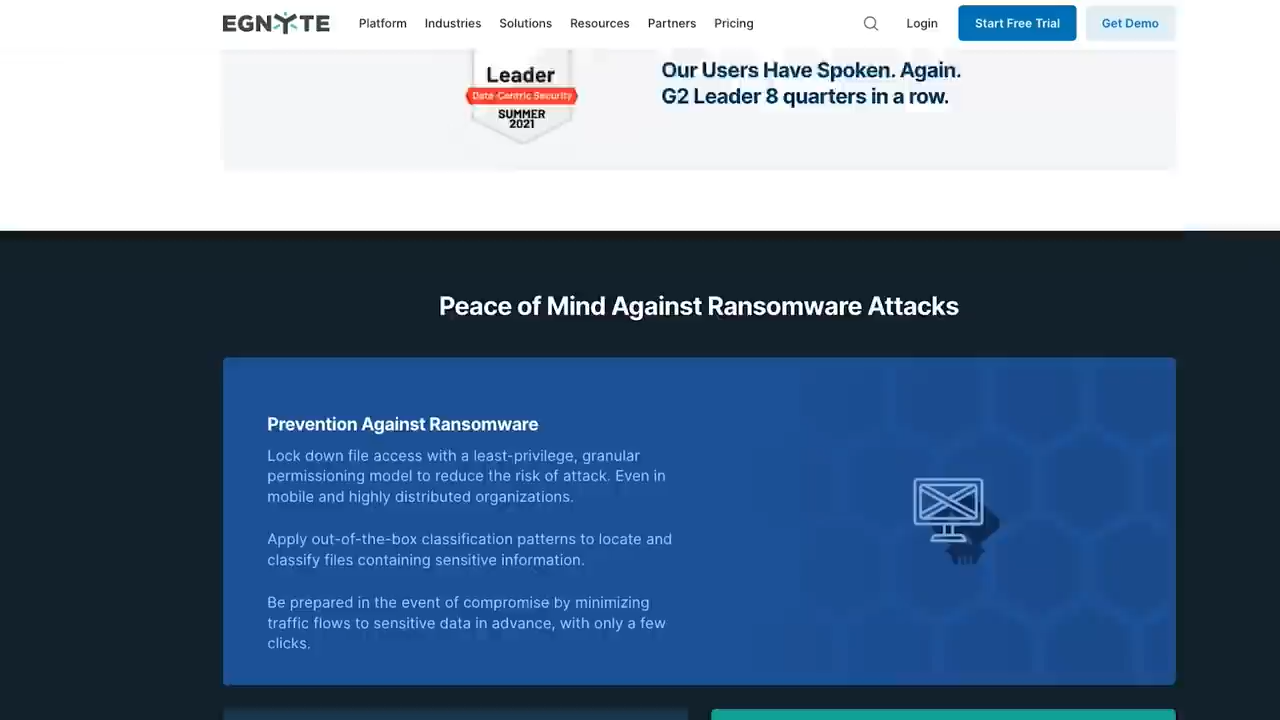 EGNYTE Platform Industries Solutions Resources Partners Pricing Login Start Free Trial Get Demo
Leader
Data-Centric Security
SUMMER
2021
Our Users Have Spoken. Again.
G2 Leader 8 quarters in a row.
Peace of Mind Against Ransomware Attacks
Prevention Against Ransomware
Lock down file access with a least-privilege, granular
permissioning model to reduce the risk of attack. Even in
mobile and highly distributed organizations.
Apply out-of-the-box classification patterns to locate and
classify files containing sensitive information.
Be prepared in the event of compromise by minimizing
traffic flows to sensitive data in advance, with only a few
clicks.